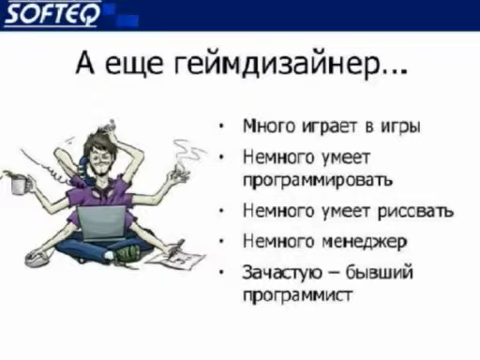 SOFTEQ
А еще геймдизайнер...
• Много играет в игры
• Немного умеет
программировать
• Немного умеет риссвать
• Немного менеджер
• Зачастую – бывший
программист